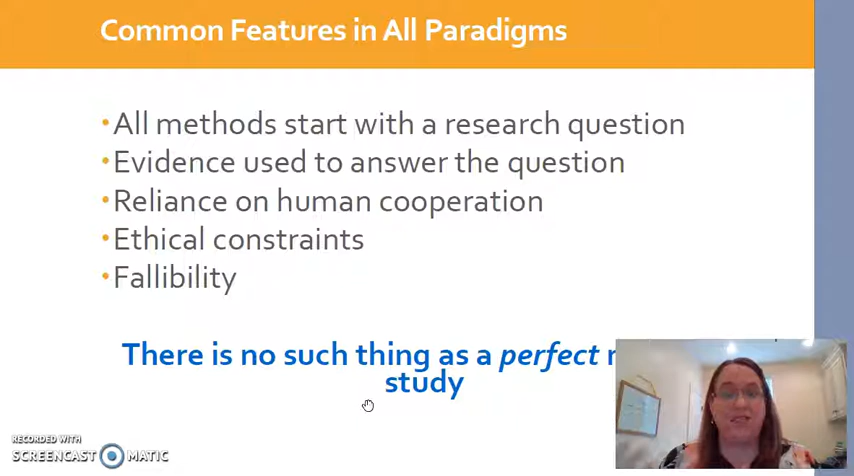 Common Features in All Paradigms
•All methods start with a research question
•Evidence used to answer the question
•Reliance on human cooperation
•Ethical constraints
•Fallibility
There is no such thing as a perfect
study
RECORDED WITH
SCREENCAST MATIC